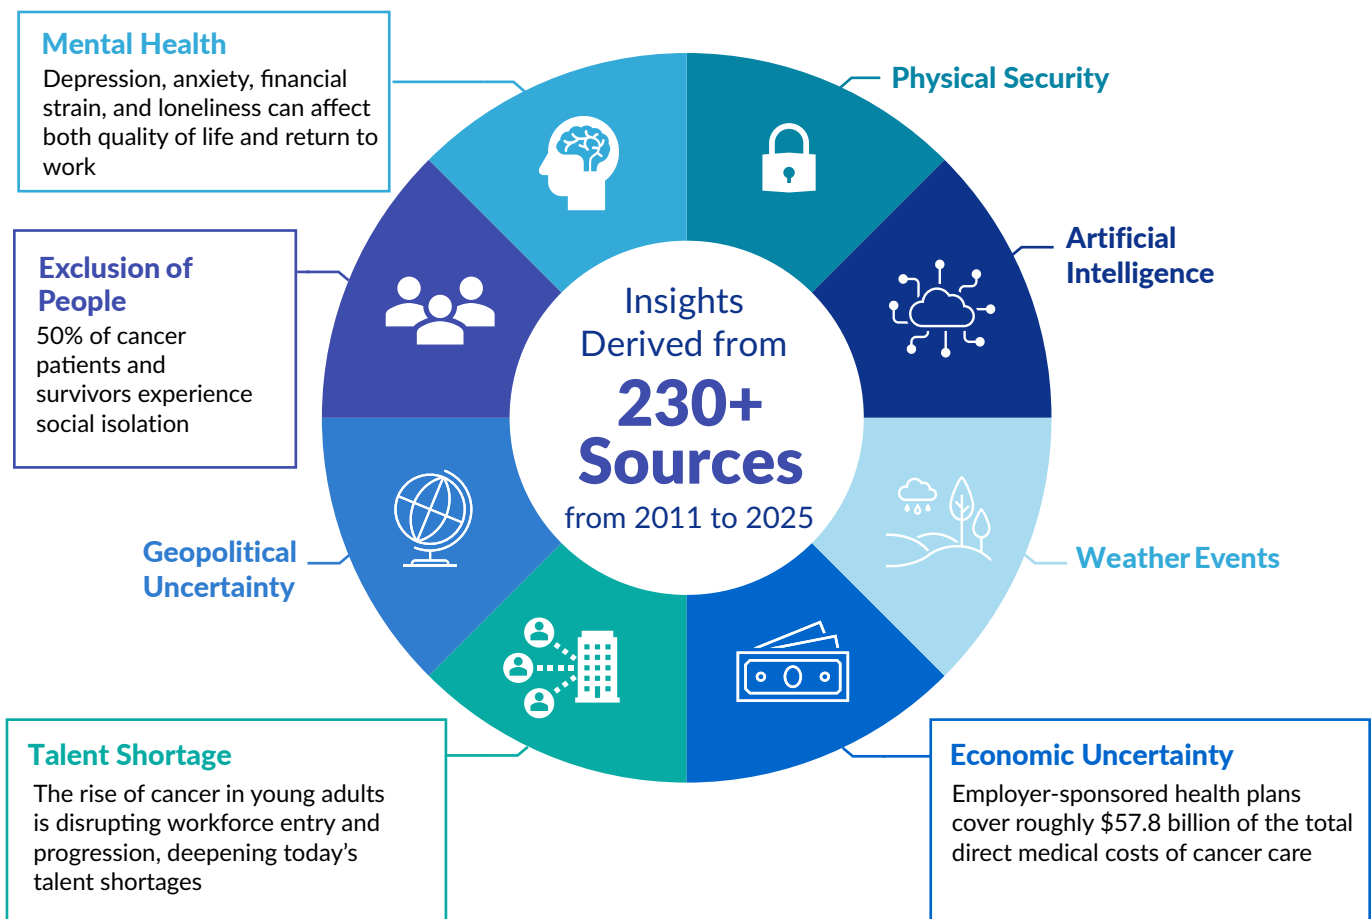 Mental Health
Depression, anxiety, financial
strain, and loneliness can affect
both quality of life and return to
work
Physical Security
Exclusion of
People
50% of cancer
patients and
survivors experience
social isolation
Artificial
Intelligence
Insights
Derived from
230+
Sources
from 2011 to 2025
Geopolitical
Uncertainty
Weather Events
Talent Shortage
The rise of cancer in young adults
is disrupting workforce entry and
progression, deepening today’s
talent shortages
Economic Uncertainty
Employer-sponsored health plans
cover roughly $57.8 billion of the total
direct medical costs of cancer care